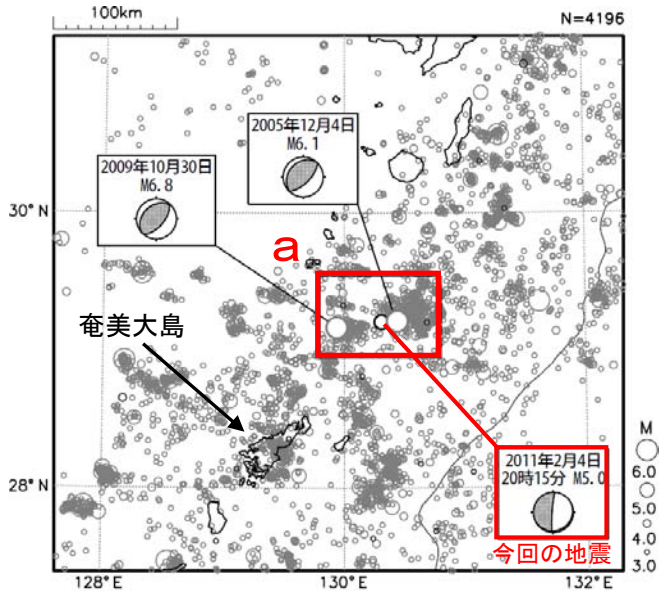 100km
N=4196
2005年12月4日
M6.1
2009年10月30日
M6.8
30°N
a
奄美大島
2011年2月4日
20時15分 M5.0
今回の地震
28°N
M
6.0
5.0
4.0
3.0
128°E
130°E
132°E